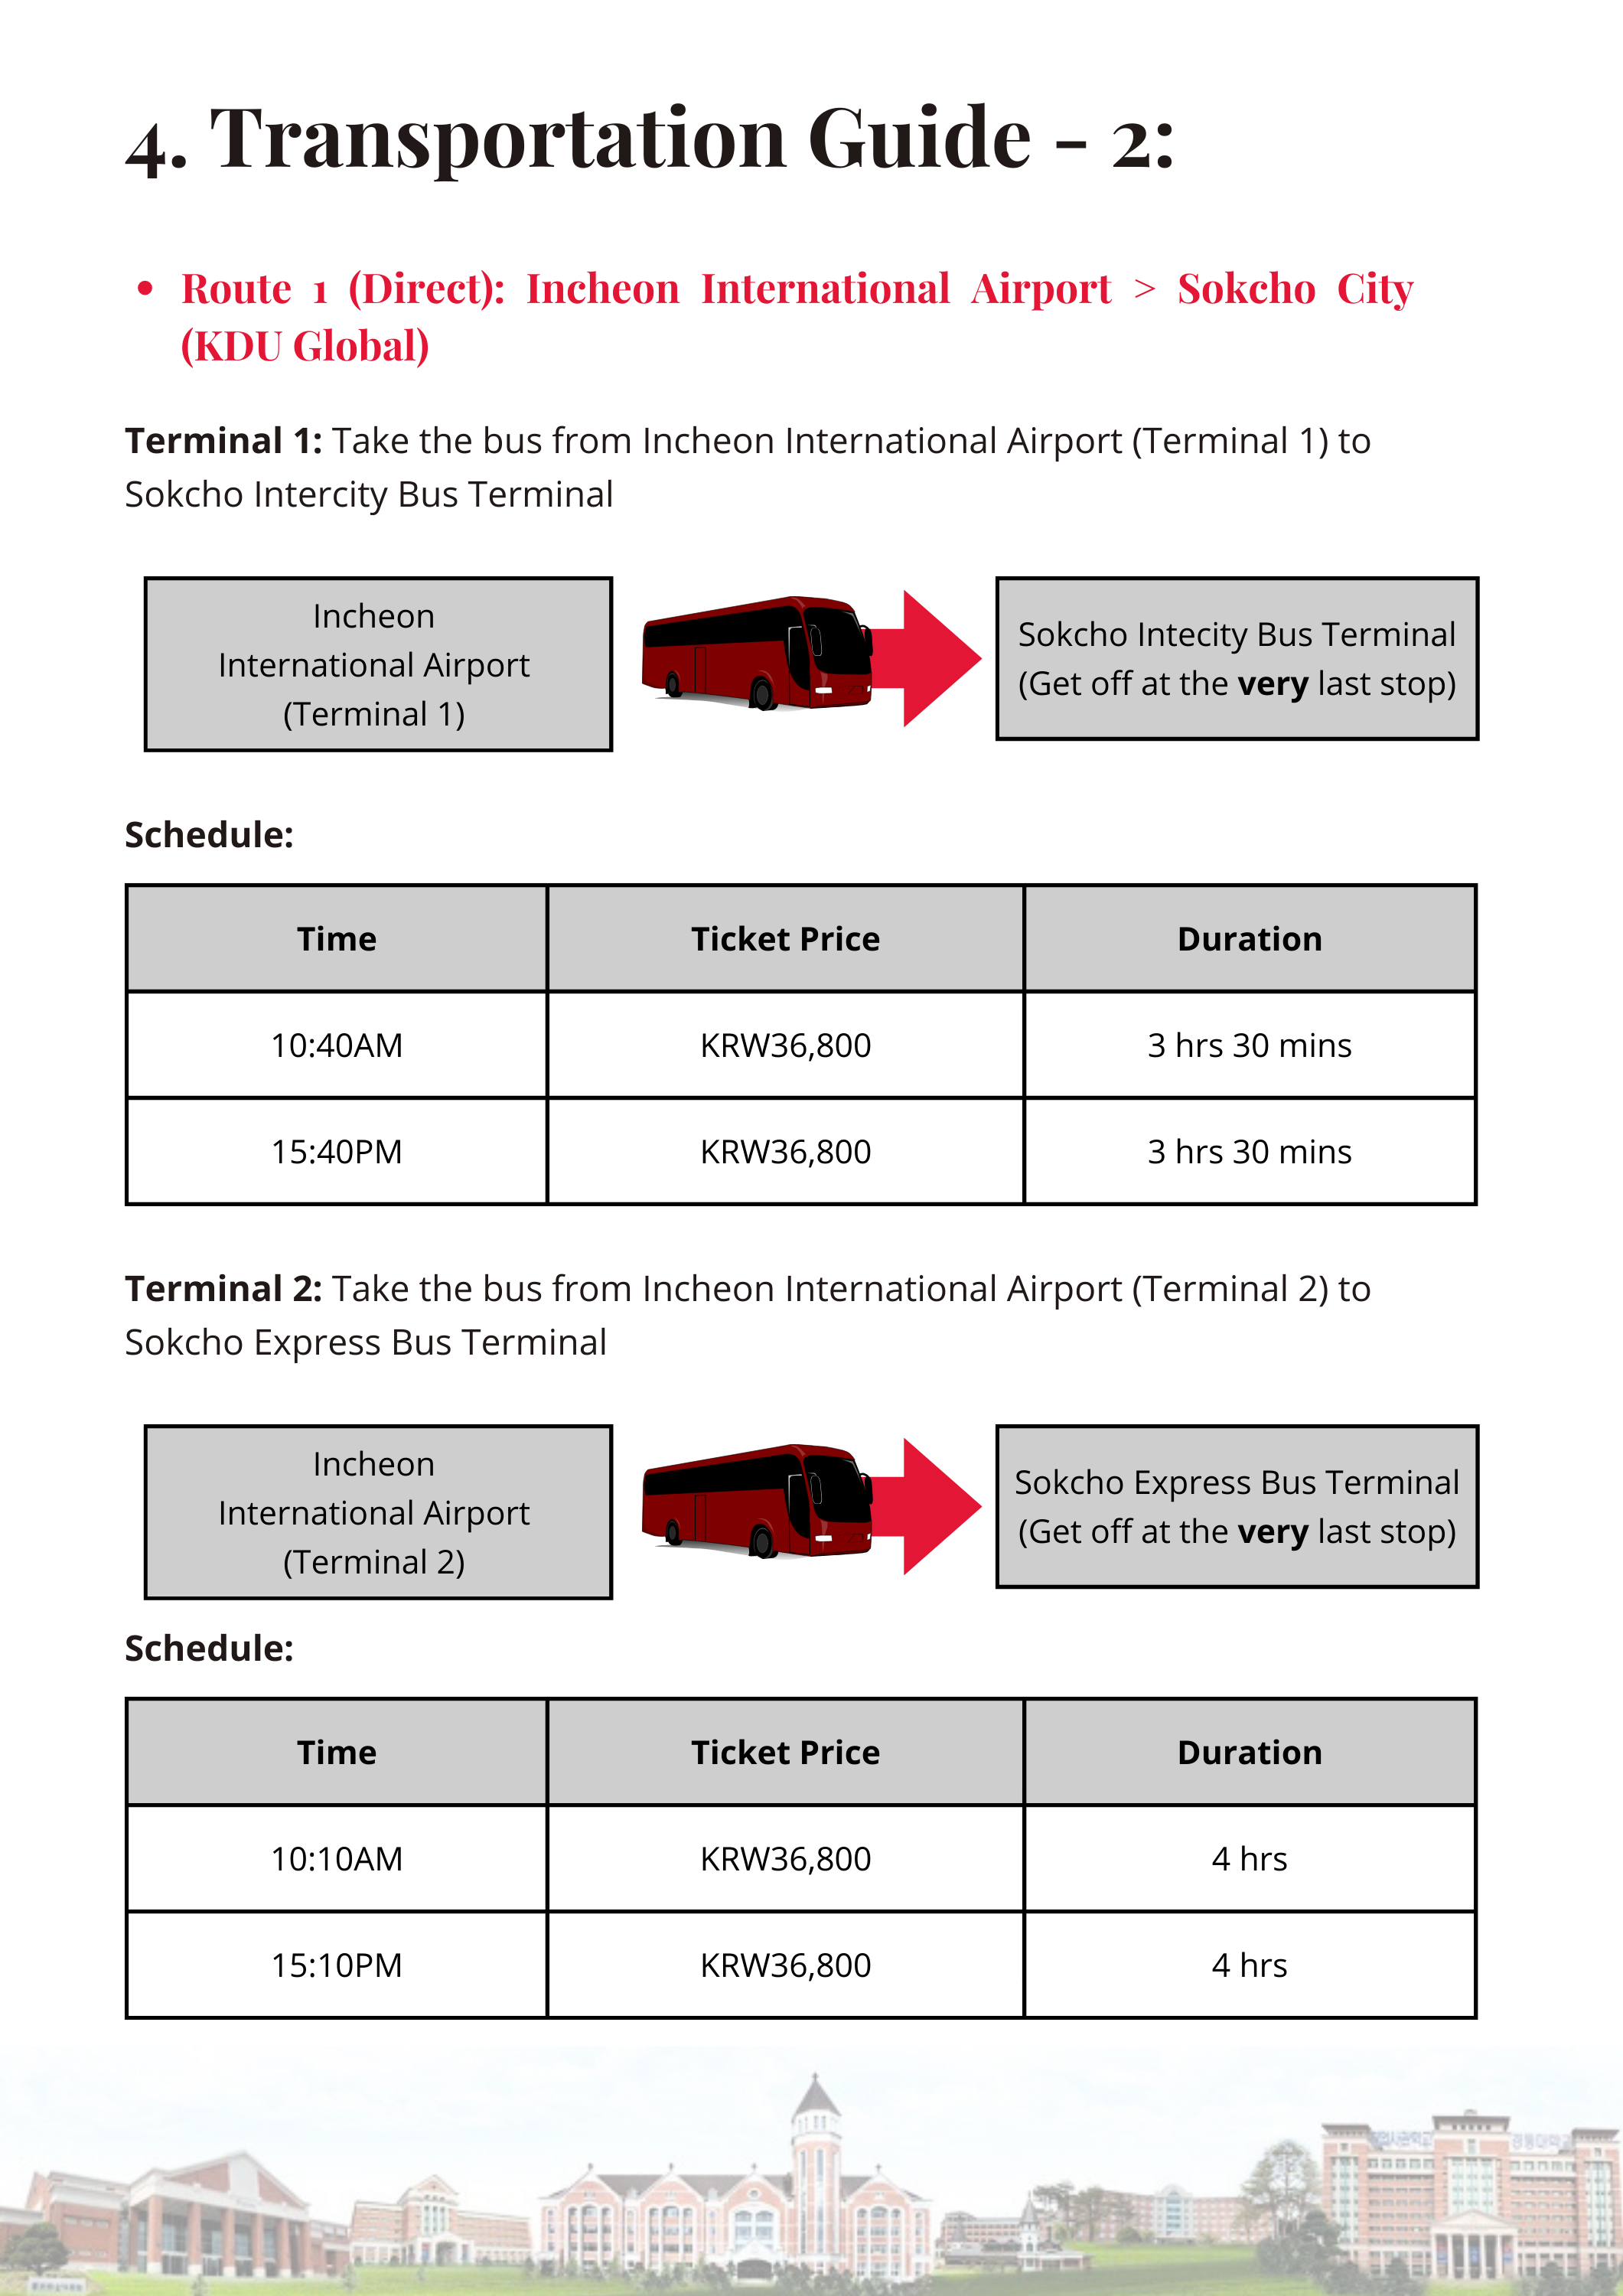 4. Transportation Guide - 2:
• Route 1 (Direct): Incheon International Airport > Sokcho City
(KDU Global)
Terminal 1: Take the bus from Incheon International Airport (Terminal 1) to
Sokcho Intercity Bus Terminal
Incheon
International Airport
(Terminal 1)
Sokcho Intecity Bus Terminal
(Get off at the very last stop)
Schedule:
Time Ticket Price Duration
10:40AM KRW36,800 3 hrs 30 mins
15:40PM KRW36,800 3 hrs 30 mins
Terminal 2: Take the bus from Incheon International Airport (Terminal 2) to
Sokcho Express Bus Terminal
Incheon
International Airport
(Terminal 2)
Sokcho Express Bus Terminal
(Get off at the very last stop)
Schedule:
Time Ticket Price Duration
10:10AM KRW36,800 4 hrs
15:10PM KRW36,800 4 hrs
경동대학교